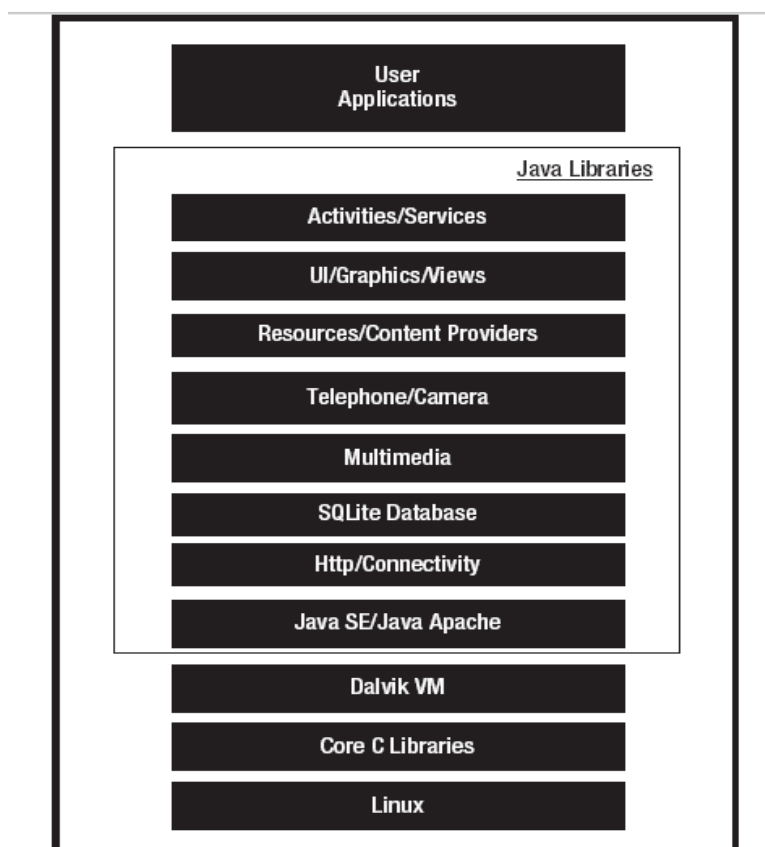 User
Applications
Java Libraries
Activities/Services
UI/Graphics/Views
Resources/Content Providers
Telephone/Camera
Multimedia
SQLite Database
Http/Connectivity
Java SE/Java Apache
Dalvik VM
Core C Libraries
Linux